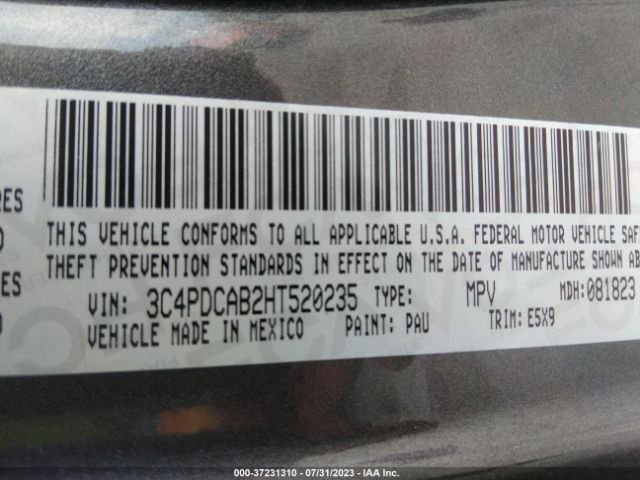 RES
THIS VEHICLE CONFORMS TO ALL APPLICABLE U.S.A. FEDERAL MOTOR VEHICLE SAF
THEFT PREVENTION STANDARDS IN EFFECT ON THE DATE OF MANUFACTURE SHOWN AB
ES
VIN: 3C4PDCAB2HT520235 TYPE: MPV MDH:081823
VEHICLE MADE IN MEXICO PAINT: PAU TRIM: E5X9
000-37231310 / 07/31/2023 - IAA Inc.